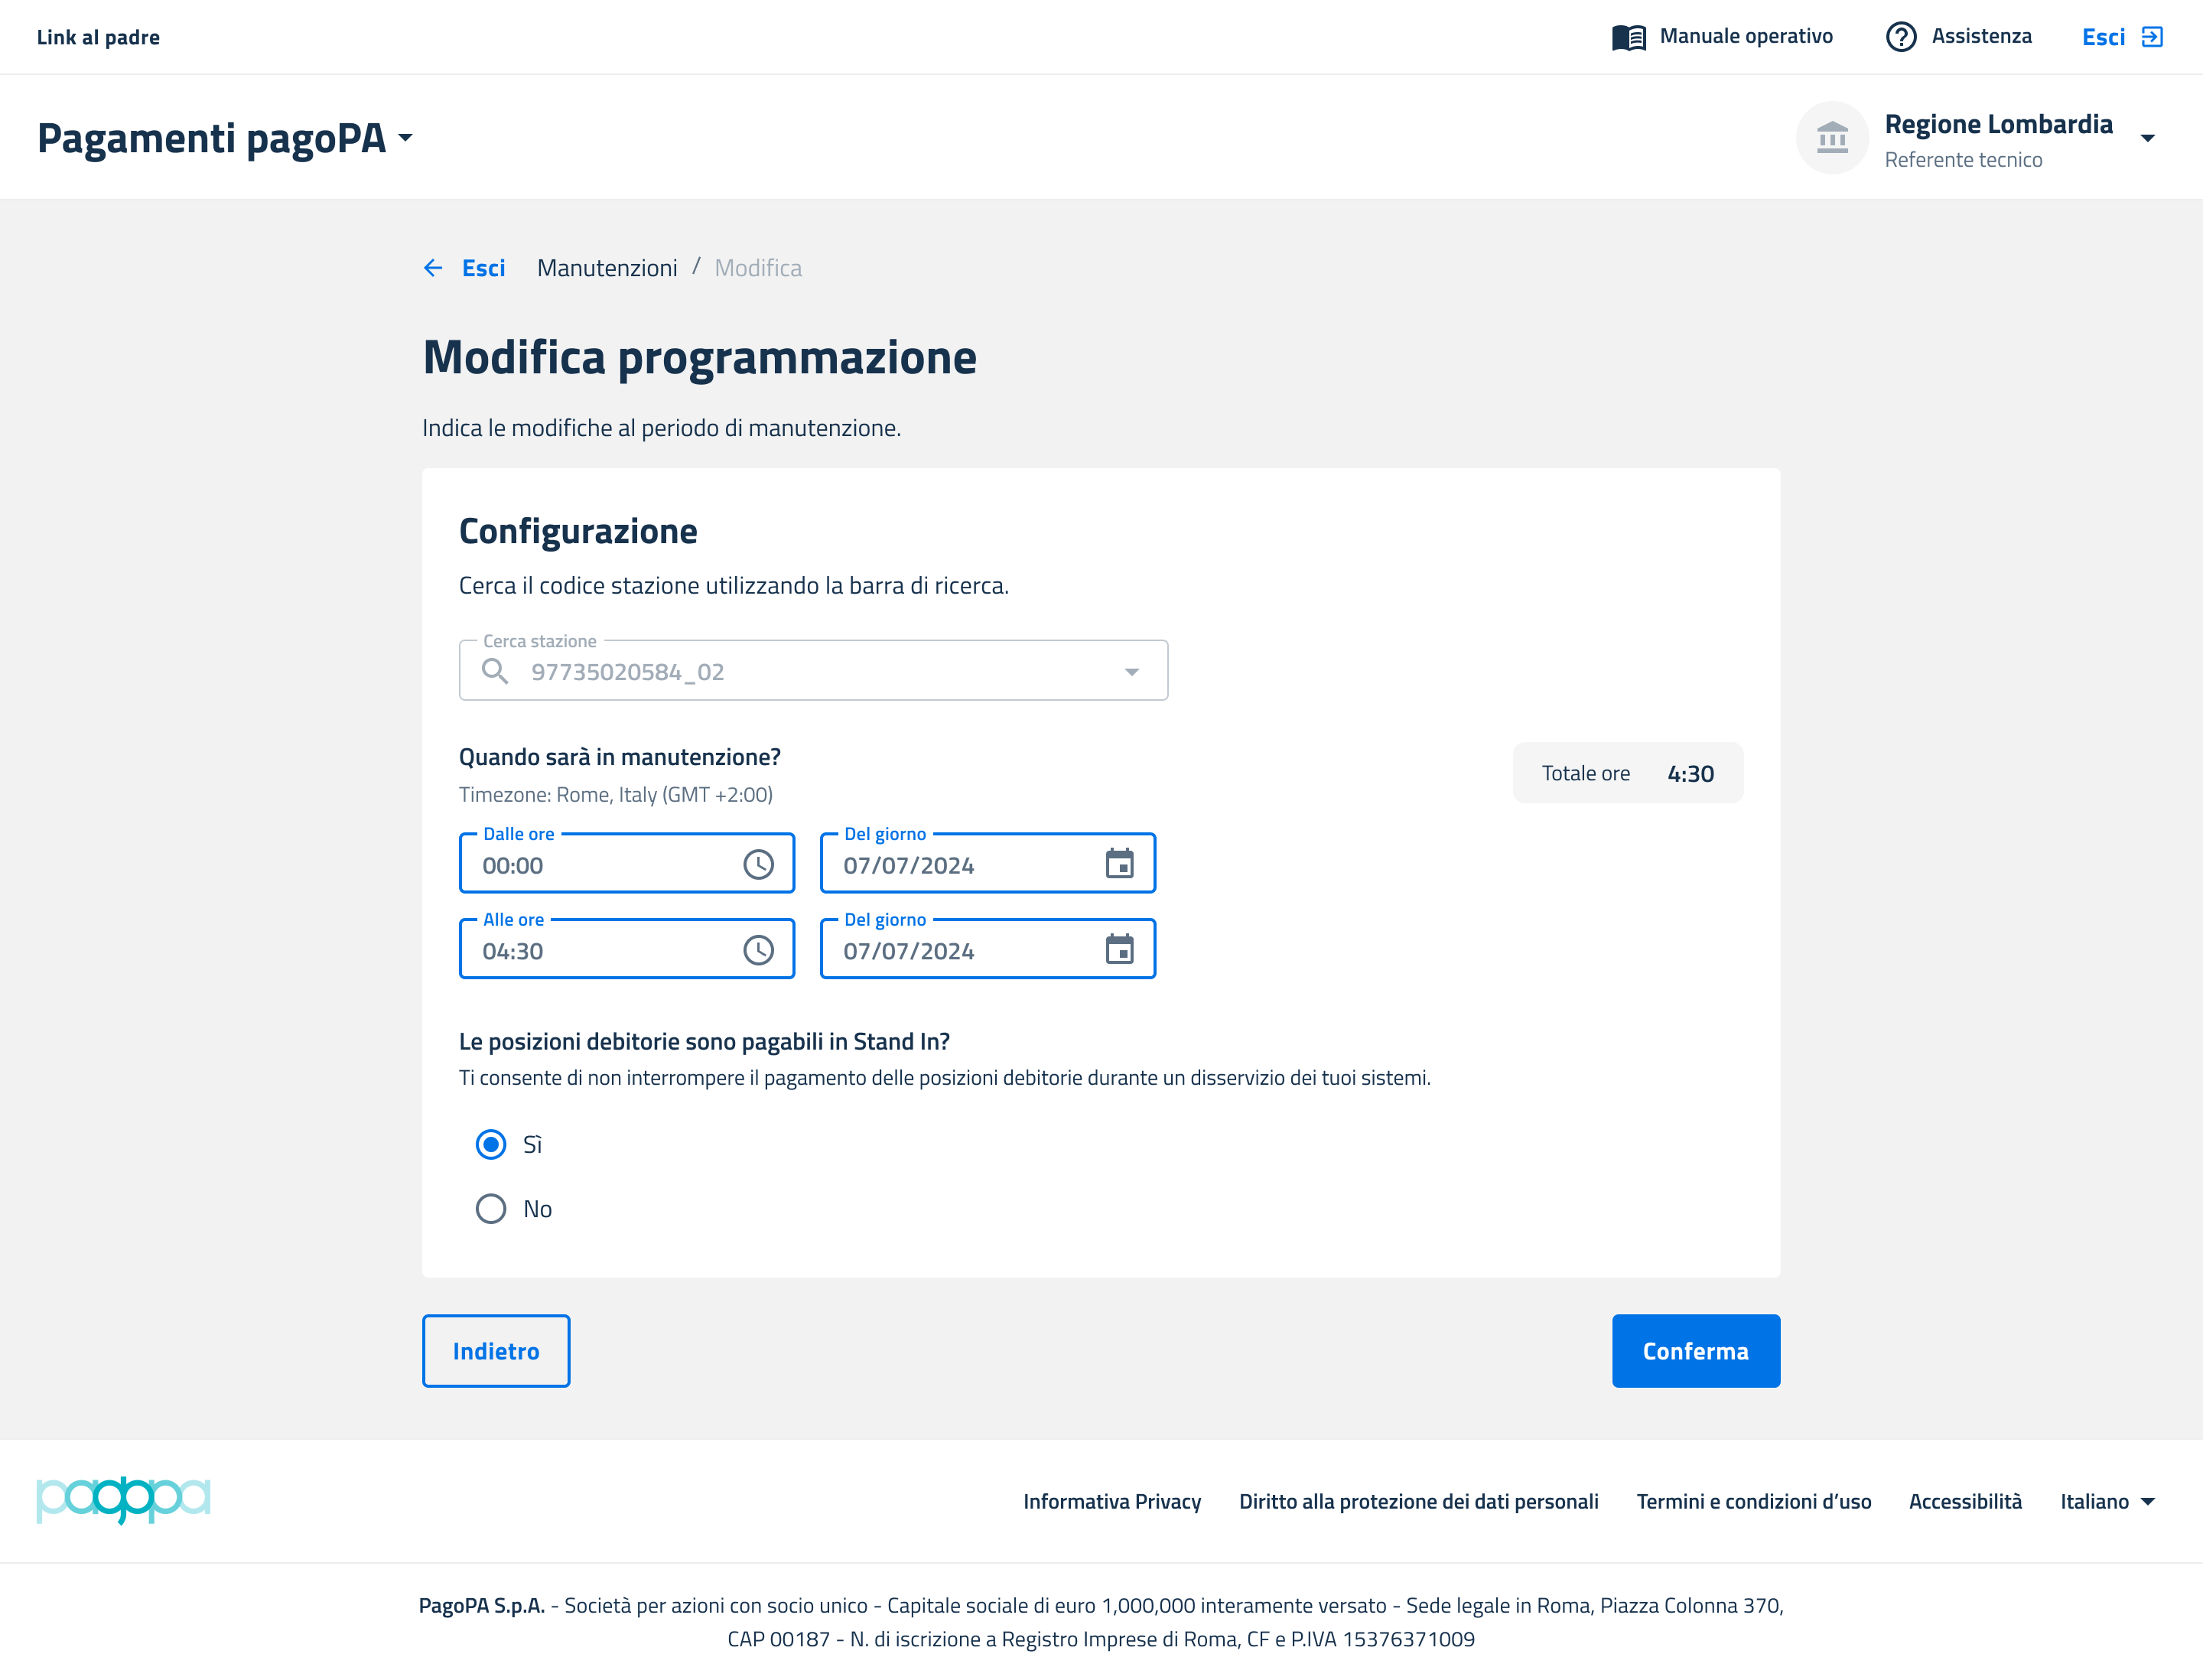 Link al padre
Manuale operativo
Assistenza
Esci
Pagamenti pagoPA
Regione Lombardia
Referente tecnico
Esci
Manutenzioni / Modifica
Modifica programmazione
Indica le modifiche al periodo di manutenzione.
Configurazione
Cerca il codice stazione utilizzando la barra di ricerca.
Cerca stazione
97735020584_02
Quando sarà in manutenzione?
Timezone: Rome, Italy (GMT +2:00)
Totale ore 4:30
Dalle ore
00:00
Del giorno
07/07/2024
Alle ore
04:30
Del giorno
07/07/2024
Le posizioni debitorie sono pagabili in Stand In?
Ti consente di non interrompere il pagamento delle posizioni debitorie durante un disservizio dei tuoi sistemi.
Sì
No
Indietro
Conferma
pagopa
Informativa Privacy
Diritto alla protezione dei dati personali
Termini e condizioni d’uso
Accessibilità
Italiano
PagoPA S.p.A. - Società per azioni con socio unico - Capitale sociale di euro 1,000,000 interamente versato - Sede legale in Roma, Piazza Colonna 370,
CAP 00187 - N. di iscrizione a Registro Imprese di Roma, CF e P.IVA 15376371009